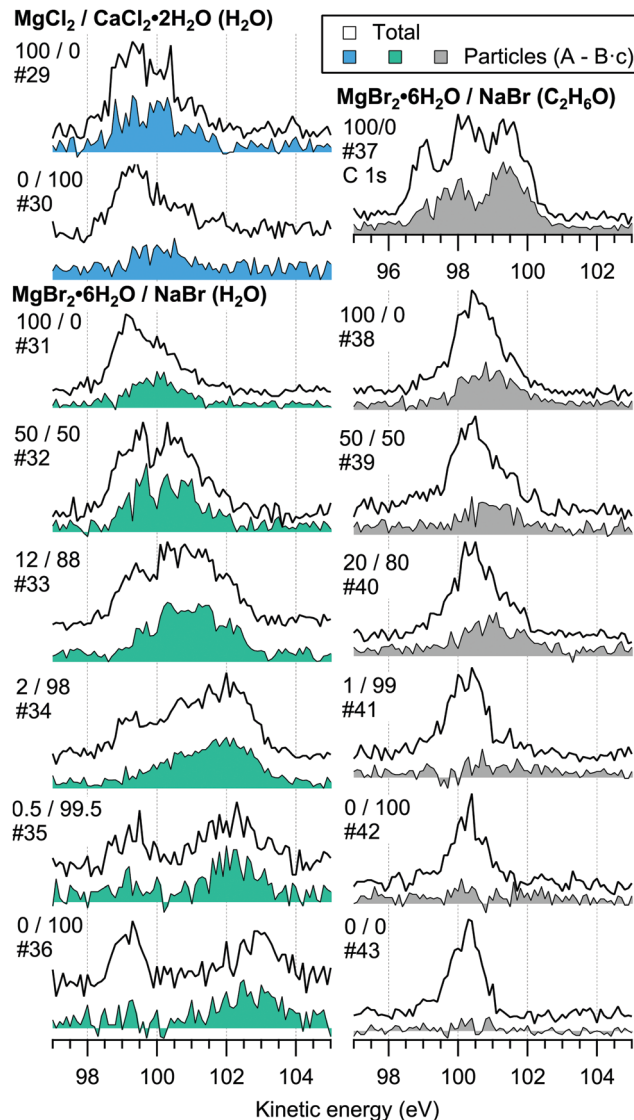 MgCl₂ / CaCl₂•2H₂O (H₂O)
100 / 0
#29
0 / 100
#30
MgBr₂•6H₂O / NaBr (H₂O)
100 / 0
#31
50 / 50
#32
12 / 88
#33
2 / 98
#34
0.5 / 99.5
#35
0 / 100
#36
98 100 102 104
Total
Particles (A - B·c)
MgBr₂•6H₂O / NaBr (C₂H₆O)
100/0
#37
C 1s
96 98 100 102
100 / 0
#38
50 / 50
#39
20 / 80
#40
1 / 99
#41
0 / 100
#42
0 / 0
#43
98 100 102 104
Kinetic energy (eV)